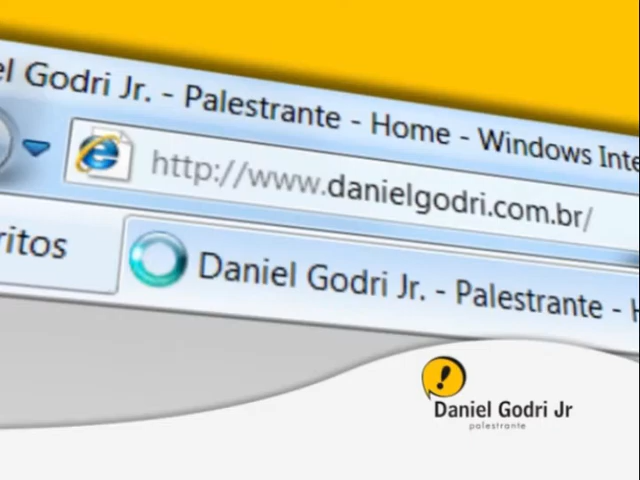 el Godri Jr. - Palestrante - Home - Windows Inte
http://www.danielgodri.com.br/
ritos
Daniel Godri Jr. - Palestrante - H
Daniel Godri Jr
palestrante